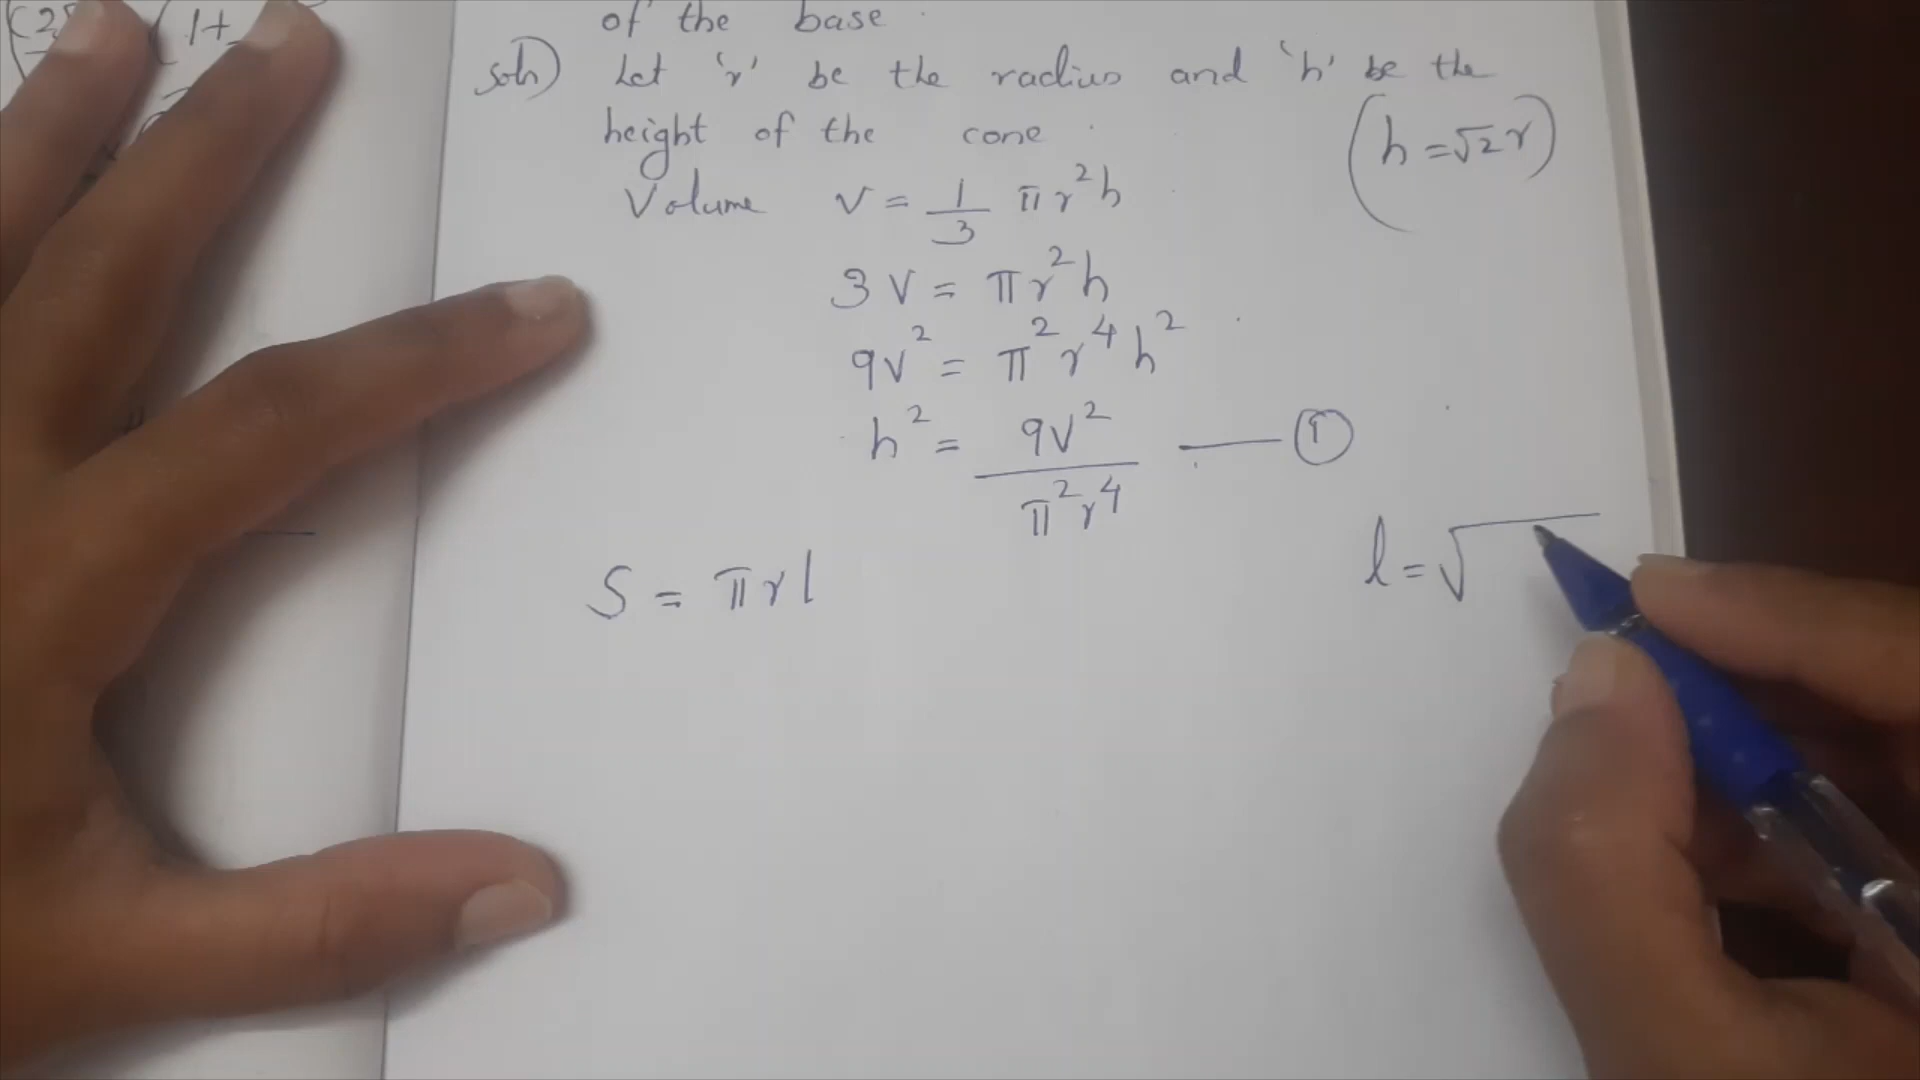 of the base.
soln) Let 'r' be the radius and 'h' be the
height of the cone.
(h = √2 r)
Volume V = 1/3 πr²h
3V = πr²h
9V² = π²r⁴h²
h² = 9V²/π²r⁴ —— ①
S = πrl
l = √
(1+